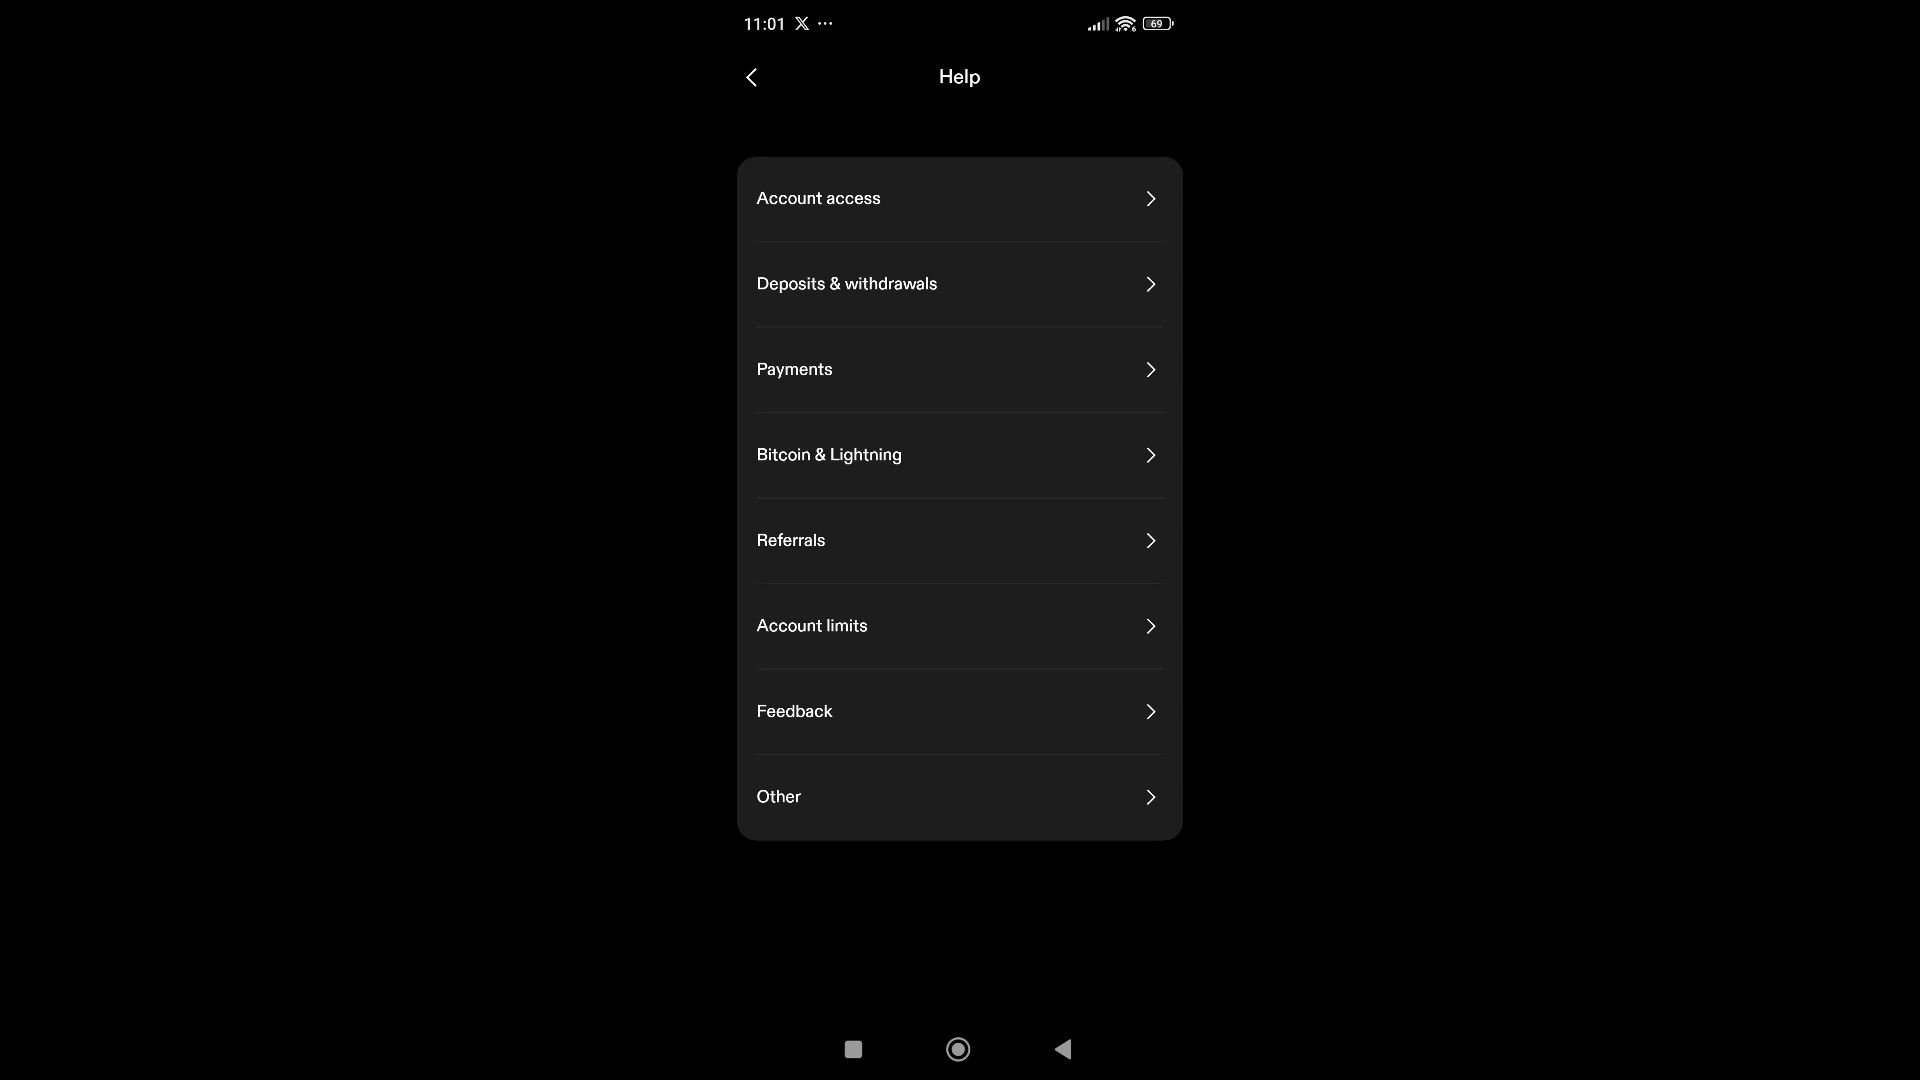 11:01 X ...
69
Help
Account access
Deposits & withdrawals
Payments
Bitcoin & Lightning
Referrals
Account limits
Feedback
Other